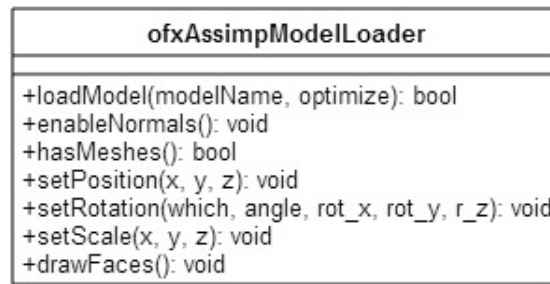 ofxAssimpModelLoader
+loadModel(modelName, optimize): bool
+enableNormals(): void
+hasMeshes(): bool
+setPosition(x, y, z): void
+setRotation(which, angle, rot_x, rot_y, r_z): void
+setScale(x, y, z): void
+drawFaces(): void